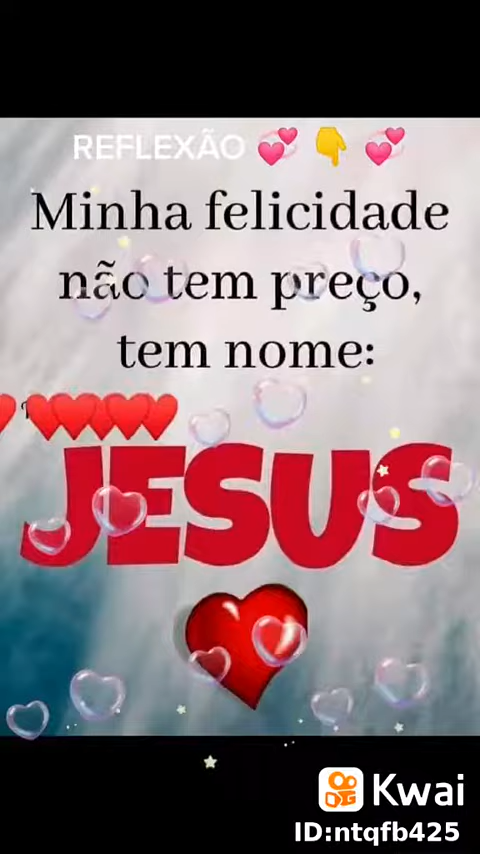 REFLEXÃO 💞 👇 💞
Minha felicidade
não tem preço,
tem nome:
JESUS
Kwai
ID:ntqfb425